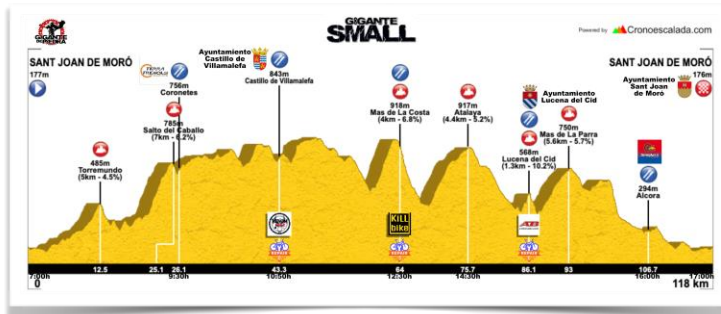 GIGANTE
SMALL
Powered by Cronoescalada.com
GIGANTE
DE PIEDRA
SANT JOAN DE MORÓ
177m
756m
Coronetes
785m
Salto del Caballo
(7km - 6.2%)
485m
Torremundo
(5km - 4.5%)
Ayuntamiento
Castillo de
Villamalefa
843m
Castillo de Villamalefa
918m
Mas de La Costa
(4km - 6.8%)
917m
Atalaya
(4.4km - 5.2%)
Ayuntamiento
Lucena del Cid
568m
Lucena del Cid
(1.3km - 10.2%)
750m
Mas de La Parra
(5.6km - 5.7%)
294m
Alcora
SANT JOAN DE MORÓ
Ayuntamiento
Sant Joan
de Moró
176m
KILL
bike
12.5
25.1
26.1
43.3
64
75.7
86.1
93
106.7
7:00h
9:30h
10:50h
12:30h
14:30h
16:00h
17:00h
0
118 km